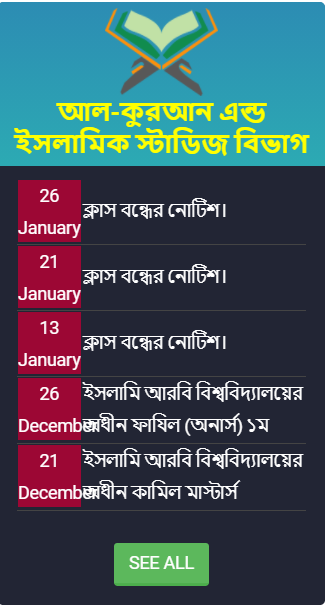 আল-কুরআন এন্ড
ইসলামিক স্টাডিজ বিভাগ
26
January
ক্লাস বন্ধের নোটিশ।
21
January
ক্লাস বন্ধের নোটিশ।
13
January
ক্লাস বন্ধের নোটিশ।
26
December
ইসলামি আরবি বিশ্ববিদ্যালয়ের
অধীন ফাযিল (অনার্স) ১ম
21
December
ইসলামি আরবি বিশ্ববিদ্যালয়ের
অধীন কামিল মাস্টার্স
SEE ALL